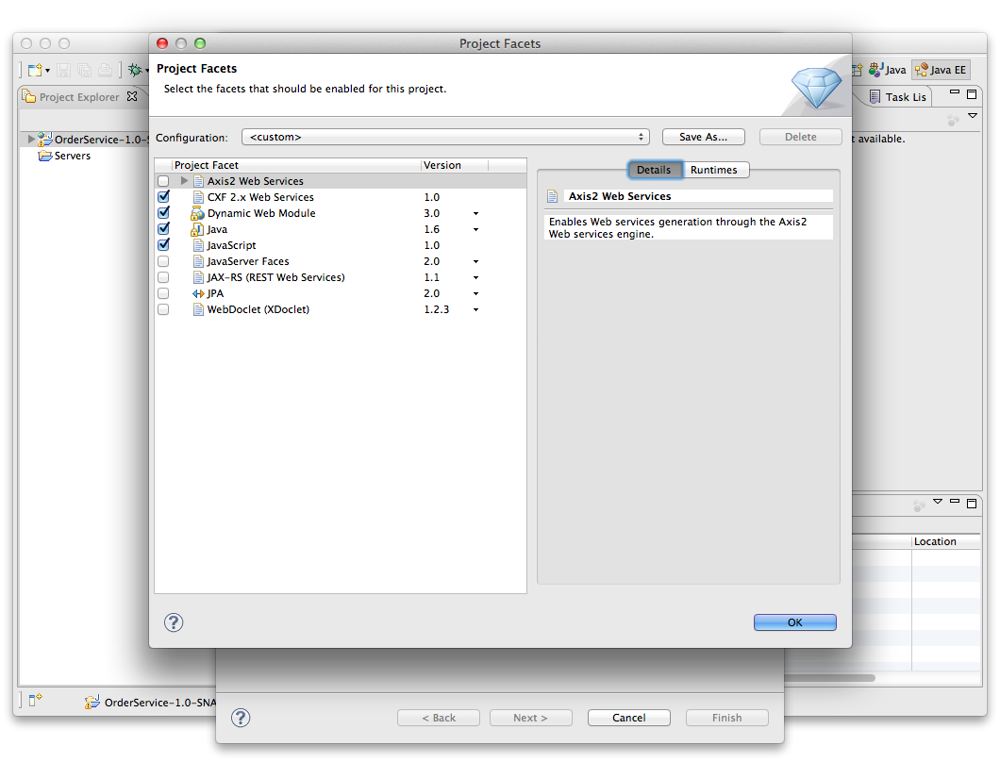 Project Facets
Java
Java EE
Project Explorer
Task Lis
OrderService-1.0-S
Servers
t available.
Project Facets
Select the facets that should be enabled for this project.
Configuration:
<custom>
Save As...
Delete
Project Facet
Version
Axis2 Web Services
CXF 2.x Web Services 1.0
Dynamic Web Module 3.0
Java 1.6
JavaScript 1.0
JavaServer Faces 2.0
JAX-RS (REST Web Services) 1.1
JPA 2.0
WebDoclet (XDoclet) 1.2.3
Details
Runtimes
Axis2 Web Services
Enables Web services generation through the Axis2
Web services engine.
Location
?
OK
OrderService-1.0-SNA
?
< Back
Next >
Cancel
Finish